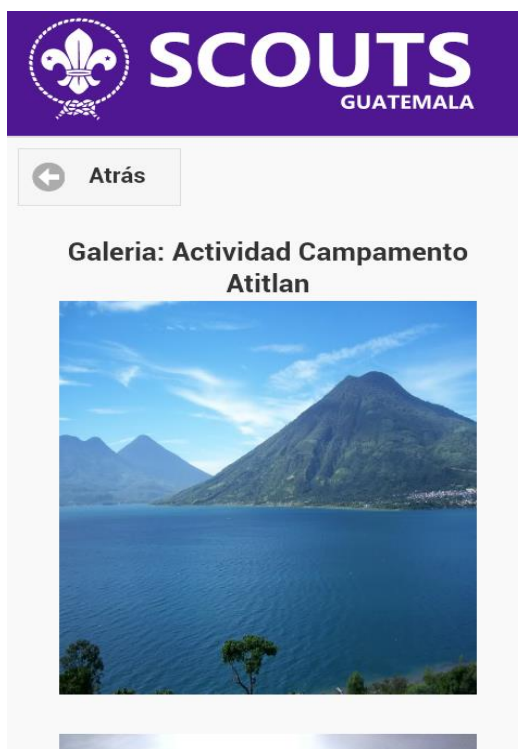 SCOUTS
GUATEMALA
Atrás
Galeria: Actividad Campamento
Atitlan